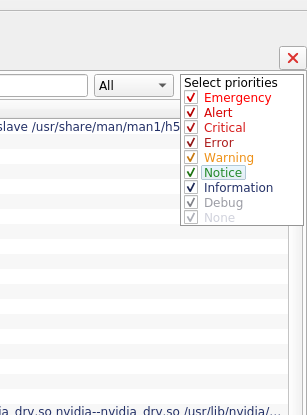 All
Select priorities
Emergency
Alert
slave /usr/share/man/man1/h5
Critical
Error
Warning
Notice
Information
Debug
None
dia_drv.so nvidia--nvidia_drv.so /usr/lib/nvidia/...